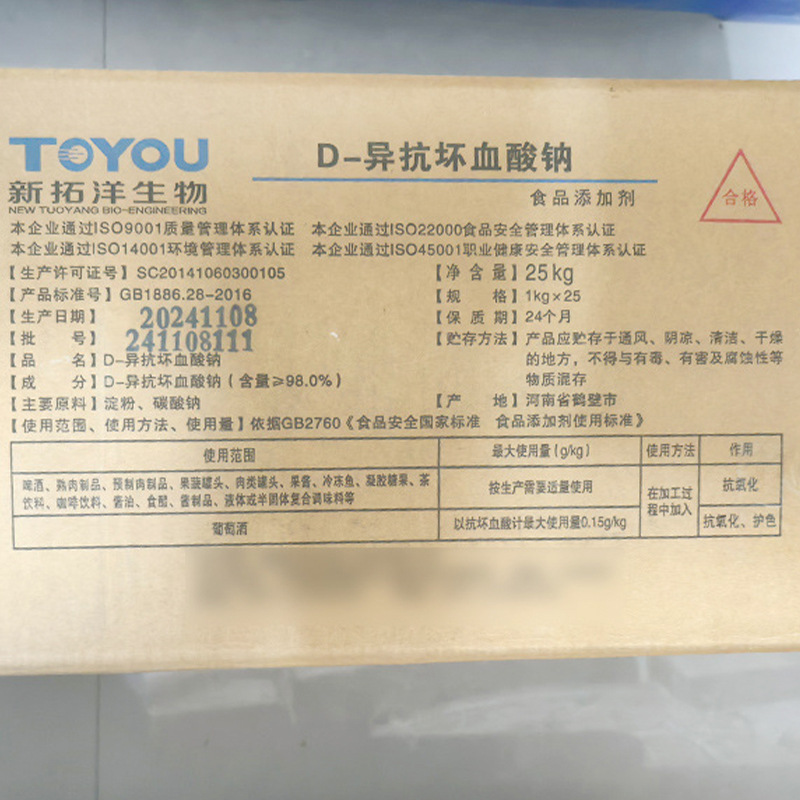 TOYOU
新拓洋生物
NEW TUOYANG BIO-ENGINEERING
D-异抗坏血酸钠
食品添加剂
合格
本企业通过ISO9001质量管理体系认证 本企业通过ISO22000食品安全管理体系认证
本企业通过ISO14001环境管理体系认证 本企业通过ISO45001职业健康安全管理体系认证
【生产许可证号】SC20141060300105
【产品标准号】GB1886.28-2016
【生产日期】20241108
【批 号】241108111
【品 名】D-异抗坏血酸钠
【成 分】D-异抗坏血酸钠(含量≥98.0%)
【主要原料】淀粉、碳酸钠
【净含量】25kg
【规 格】1kg×25
【保质期】24个月
【贮存方法】产品应贮存于通风、阴凉、清洁、干燥
的地方，不得与有毒、有害及腐蚀性等
物质混存
【产 地】河南省鹤壁市
【使用范围、使用方法、使用量】依据GB2760《食品安全国家标准 食品添加剂使用标准》
使用范围 最大使用量(g/kg) 使用方法 作用
啤酒、熟肉制品、预制肉制品、果蔬罐头、肉类罐头、果酱、冷冻鱼、凝胶糖果、茶
饮料、咖啡饮料、酱油、食醋、酱制品、液体或半固体复合调味料等
按生产需要适量使用
在加工过
程中加入
抗氧化
葡萄酒 以抗坏血酸计最大使用量0.15g/kg 抗氧化、护色